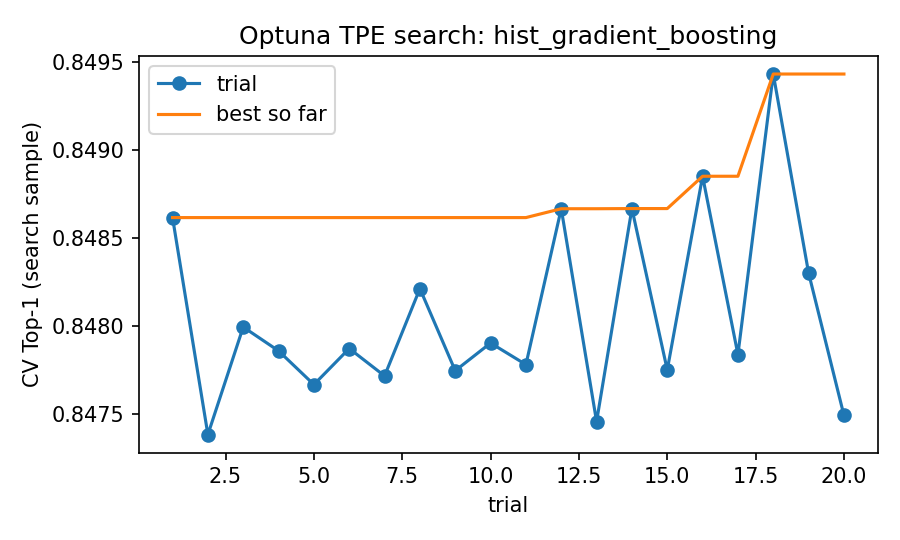 Optuna TPE search: hist_gradient_boosting
0.8495
0.8490
0.8485
0.8480
0.8475
CV Top-1 (search sample)
trial
best so far
2.5 5.0 7.5 10.0 12.5 15.0 17.5 20.0
trial